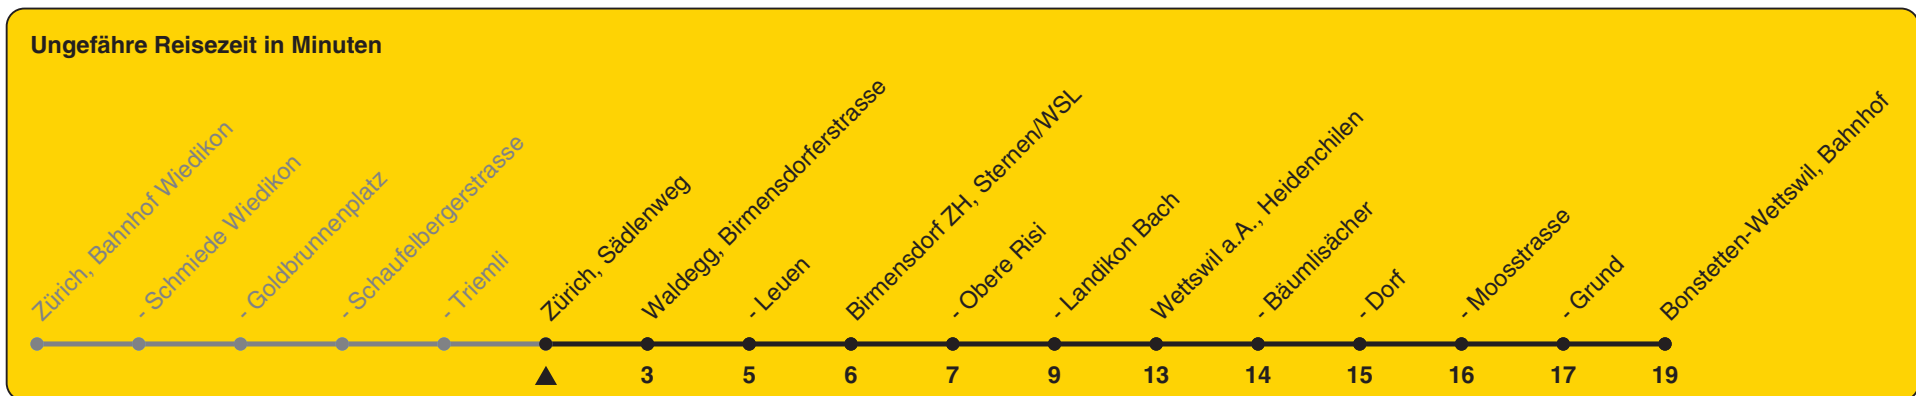 Ungefähre Reisezeit in Minuten
Zürich, Bahnhof Wiedikon
- Schmiede Wiedikon
- Goldbrunnenplatz
- Schaufelbergerstrasse
- Triemli
Zürich, Sädlenweg
Waldegg, Birmensdorferstrasse
- Leuen
Birmensdorf ZH, Sternen/WSL
- Obere Risi
- Landikon Bach
Wettswil a.A., Heidenchilen
- Bäumlisächer
- Dorf
- Moosstrasse
- Grund
Bonstetten-Wettswil, Bahnhof
3 5 6 7 9 13 14 15 16 17 19